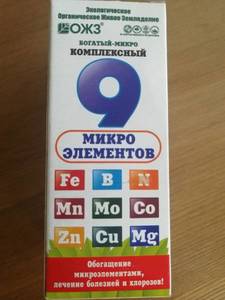 Экологическое
Органическое Живое Земледелие
ОЖЗ
БОГАТЫЙ-МИКРО
КОМПЛЕКСНЫЙ
9
МИКРО
ЭЛЕМЕНТОВ
Fe B N
Mn Mo Co
Zn Cu Mg
Обогащение
микроэлементами,
лечение болезней и хлорозов!